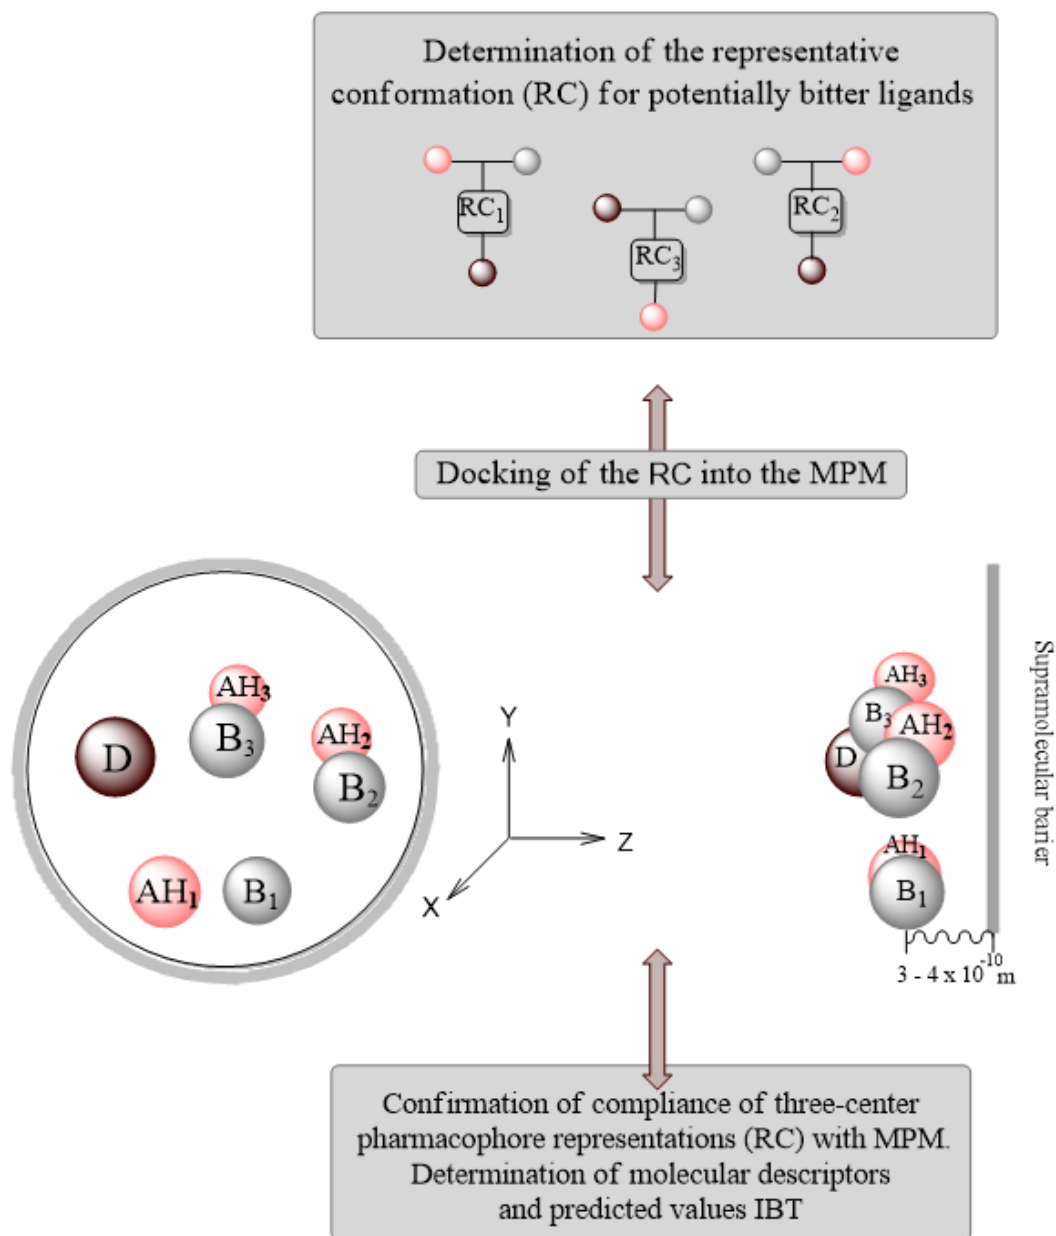 Determination of the representative
conformation (RC) for potentially bitter ligands
RC₁
RC₂
RC₃
Docking of the RC into the MPM
AH₃
B₃
AH₂
B₂
D
AH₁
B₁
Y
Z
X
AH₃
B₃
AH₂
D
B₂
AH₁
B₁
Supramolecular barier
3 - 4 x 10⁻¹⁰ m
Confirmation of compliance of three-center
pharmacophore representations (RC) with MPM.
Determination of molecular descriptors
and predicted values IBT